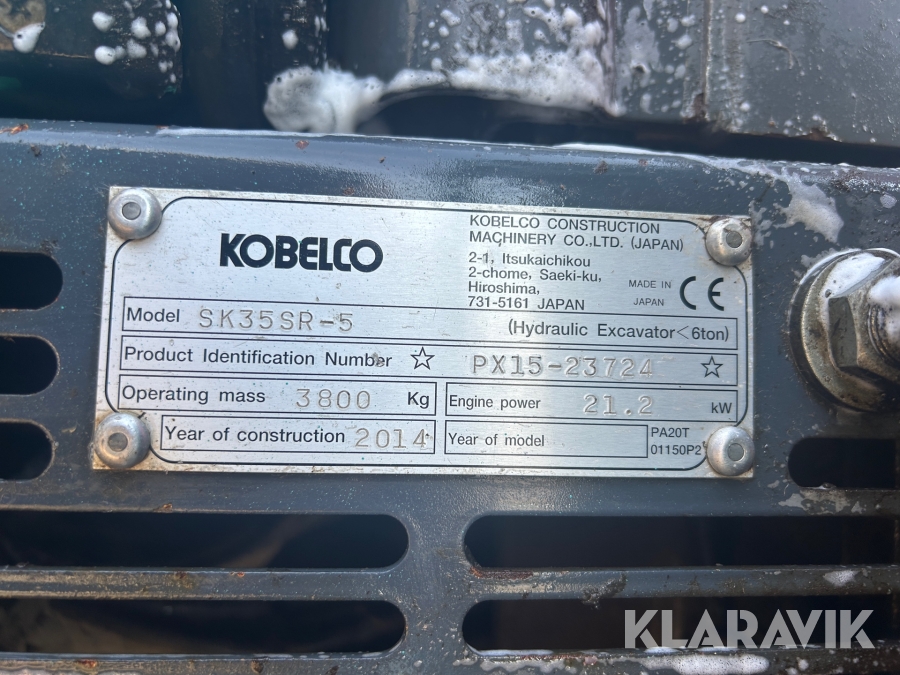 KOBELCO
KOBELCO CONSTRUCTION
MACHINERY CO.,LTD. (JAPAN)
2-1, Itsukaichikou
2-chome, Saeki-ku,
Hiroshima,
731-5161 JAPAN
MADE IN
JAPAN
CE
Model SK35SR-5 (Hydraulic Excavator<6ton)
Product Identification Number ☆ PX15-23724 ☆
Operating mass 3800 Kg
Engine power 21.2 kW
Year of construction 2014
Year of model
PA20T
01150P2
KLARAVIK